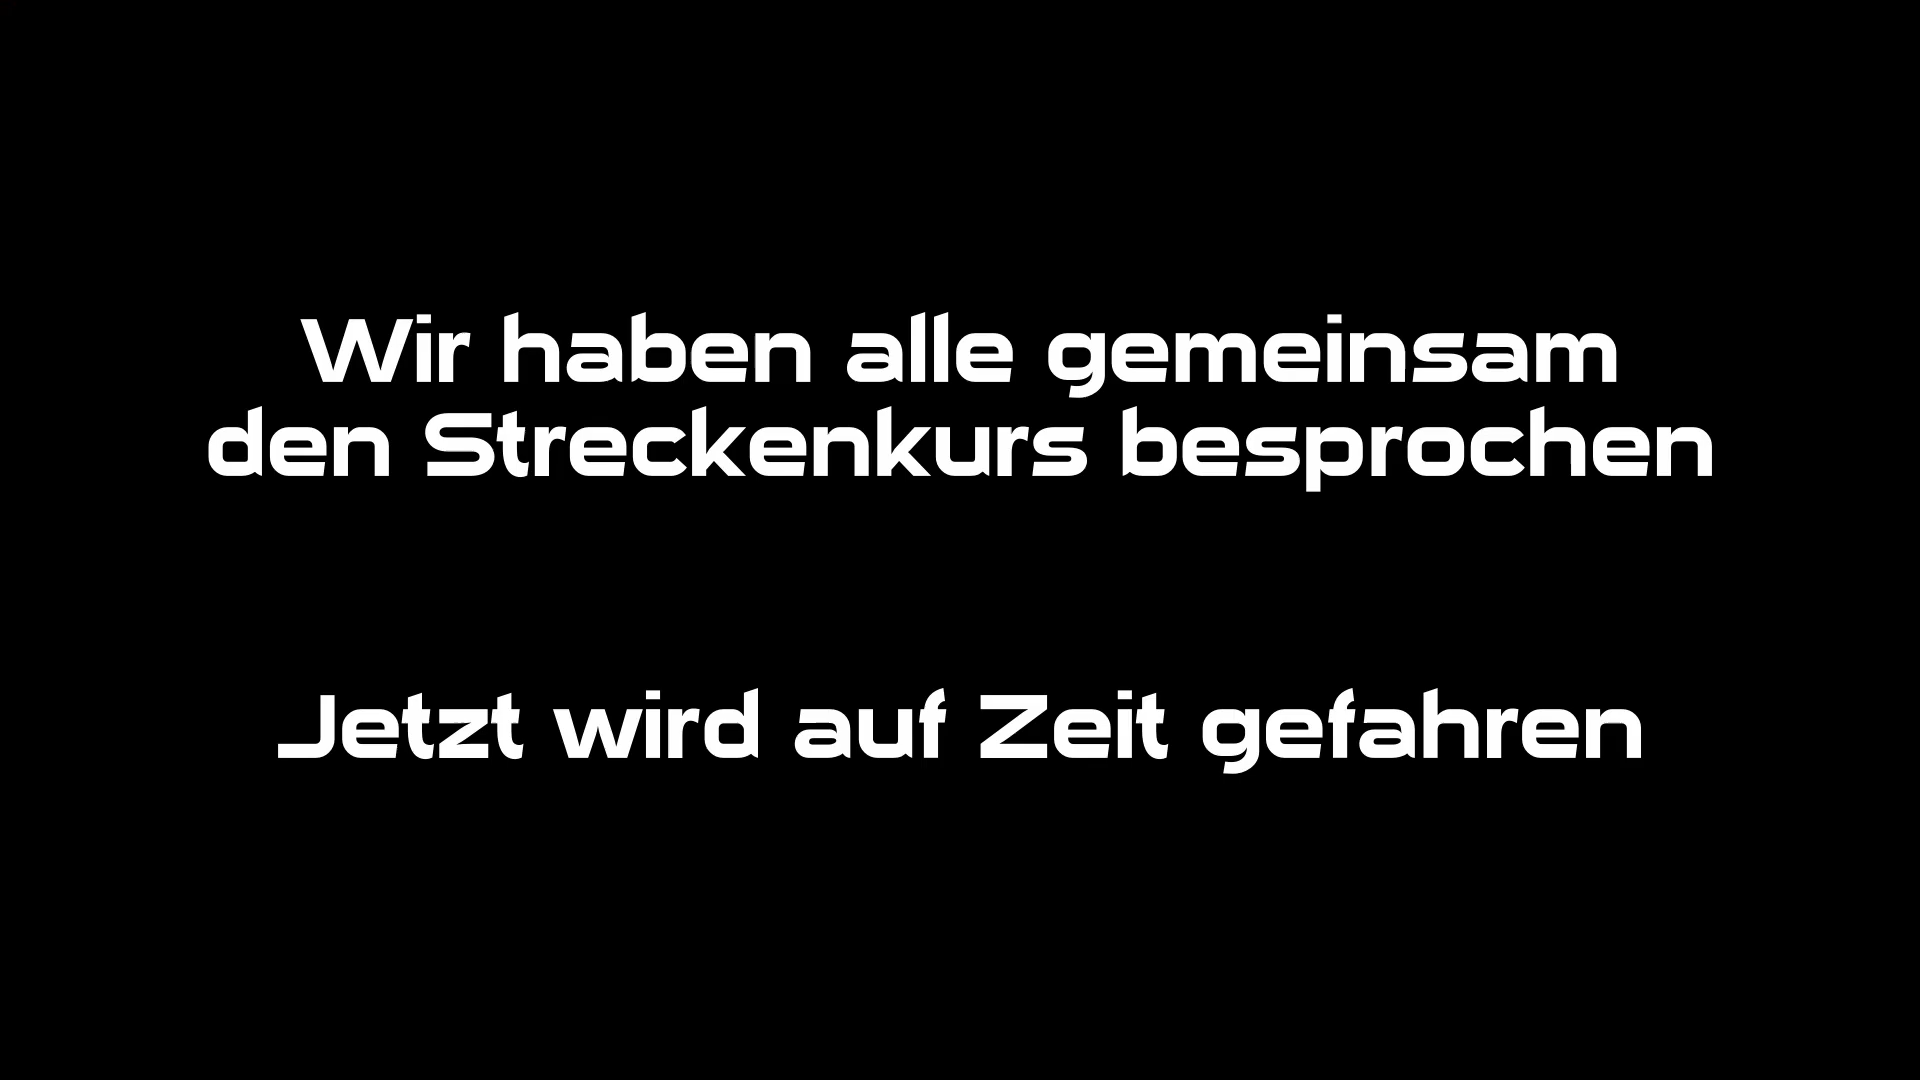 Wir haben alle gemeinsam
den Streckenkurs besprochen
Jetzt wird auf Zeit gefahren